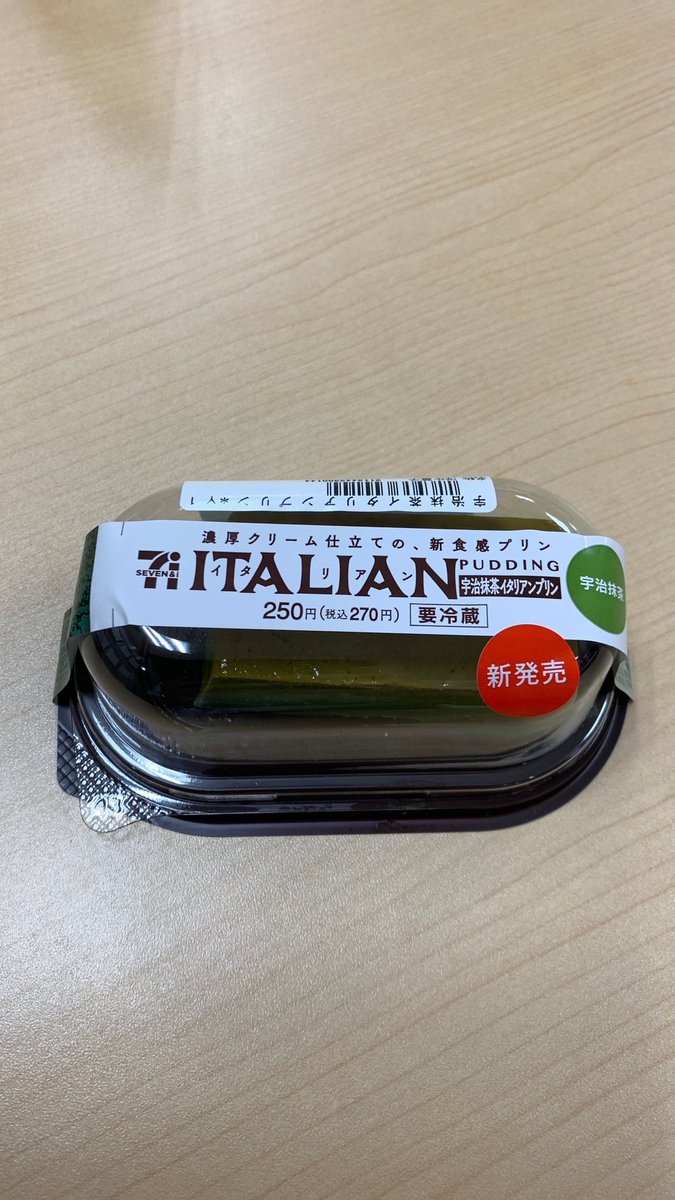 宇治抹茶イタリアンプリン*Y 1
濃厚クリーム仕立ての、新食感プリン
SEVEN&i
ITALIAN
イタリアン
PUDDING
宇治抹茶イタリアンプリン
250円(税込270円)
要冷蔵
宇治抹茶
新発売